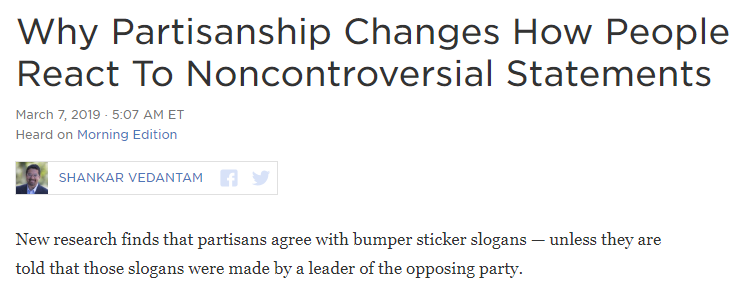 Why Partisanship Changes How People
React To Noncontroversial Statements
March 7, 2019 · 5:07 AM ET
Heard on Morning Edition
SHANKAR VEDANTAM
New research finds that partisans agree with bumper sticker slogans — unless they are
told that those slogans were made by a leader of the opposing party.